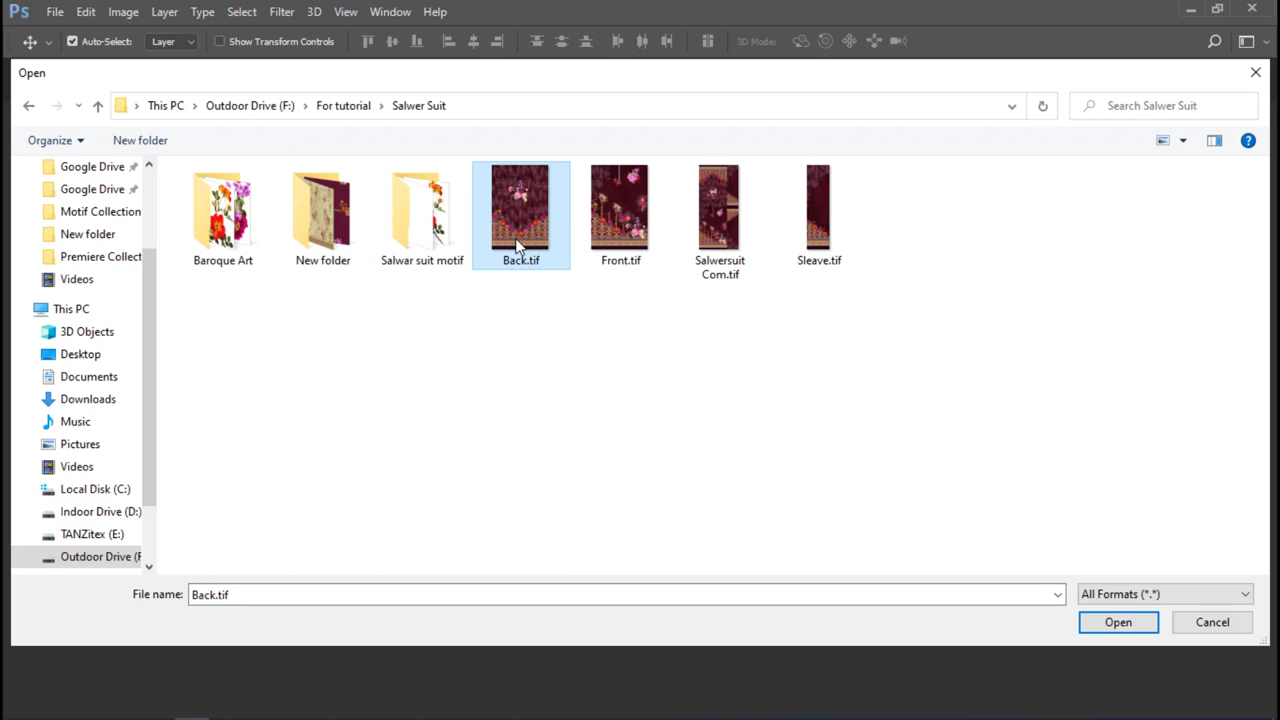 Ps File Edit Image Layer Type Select Filter 3D View Window Help
Auto-Select: Layer Show Transform Controls 3D Mode:
Open
This PC Outdoor Drive (F:) For tutorial Salwer Suit Search Salwer Suit
Organize New folder
Google Drive
Google Drive
Motif Collection
New folder
Premiere Collect
Videos
This PC
3D Objects
Desktop
Documents
Downloads
Music
Pictures
Videos
Local Disk (C:)
Indoor Drive (D:)
TANZitex (E:)
Outdoor Drive (F
Baroque Art
New folder
Salwar suit motif
Back.tif
Front.tif
Salwersuit
Com.tif
Sleave.tif
File name: Back.tif All Formats (*.*)
Open Cancel